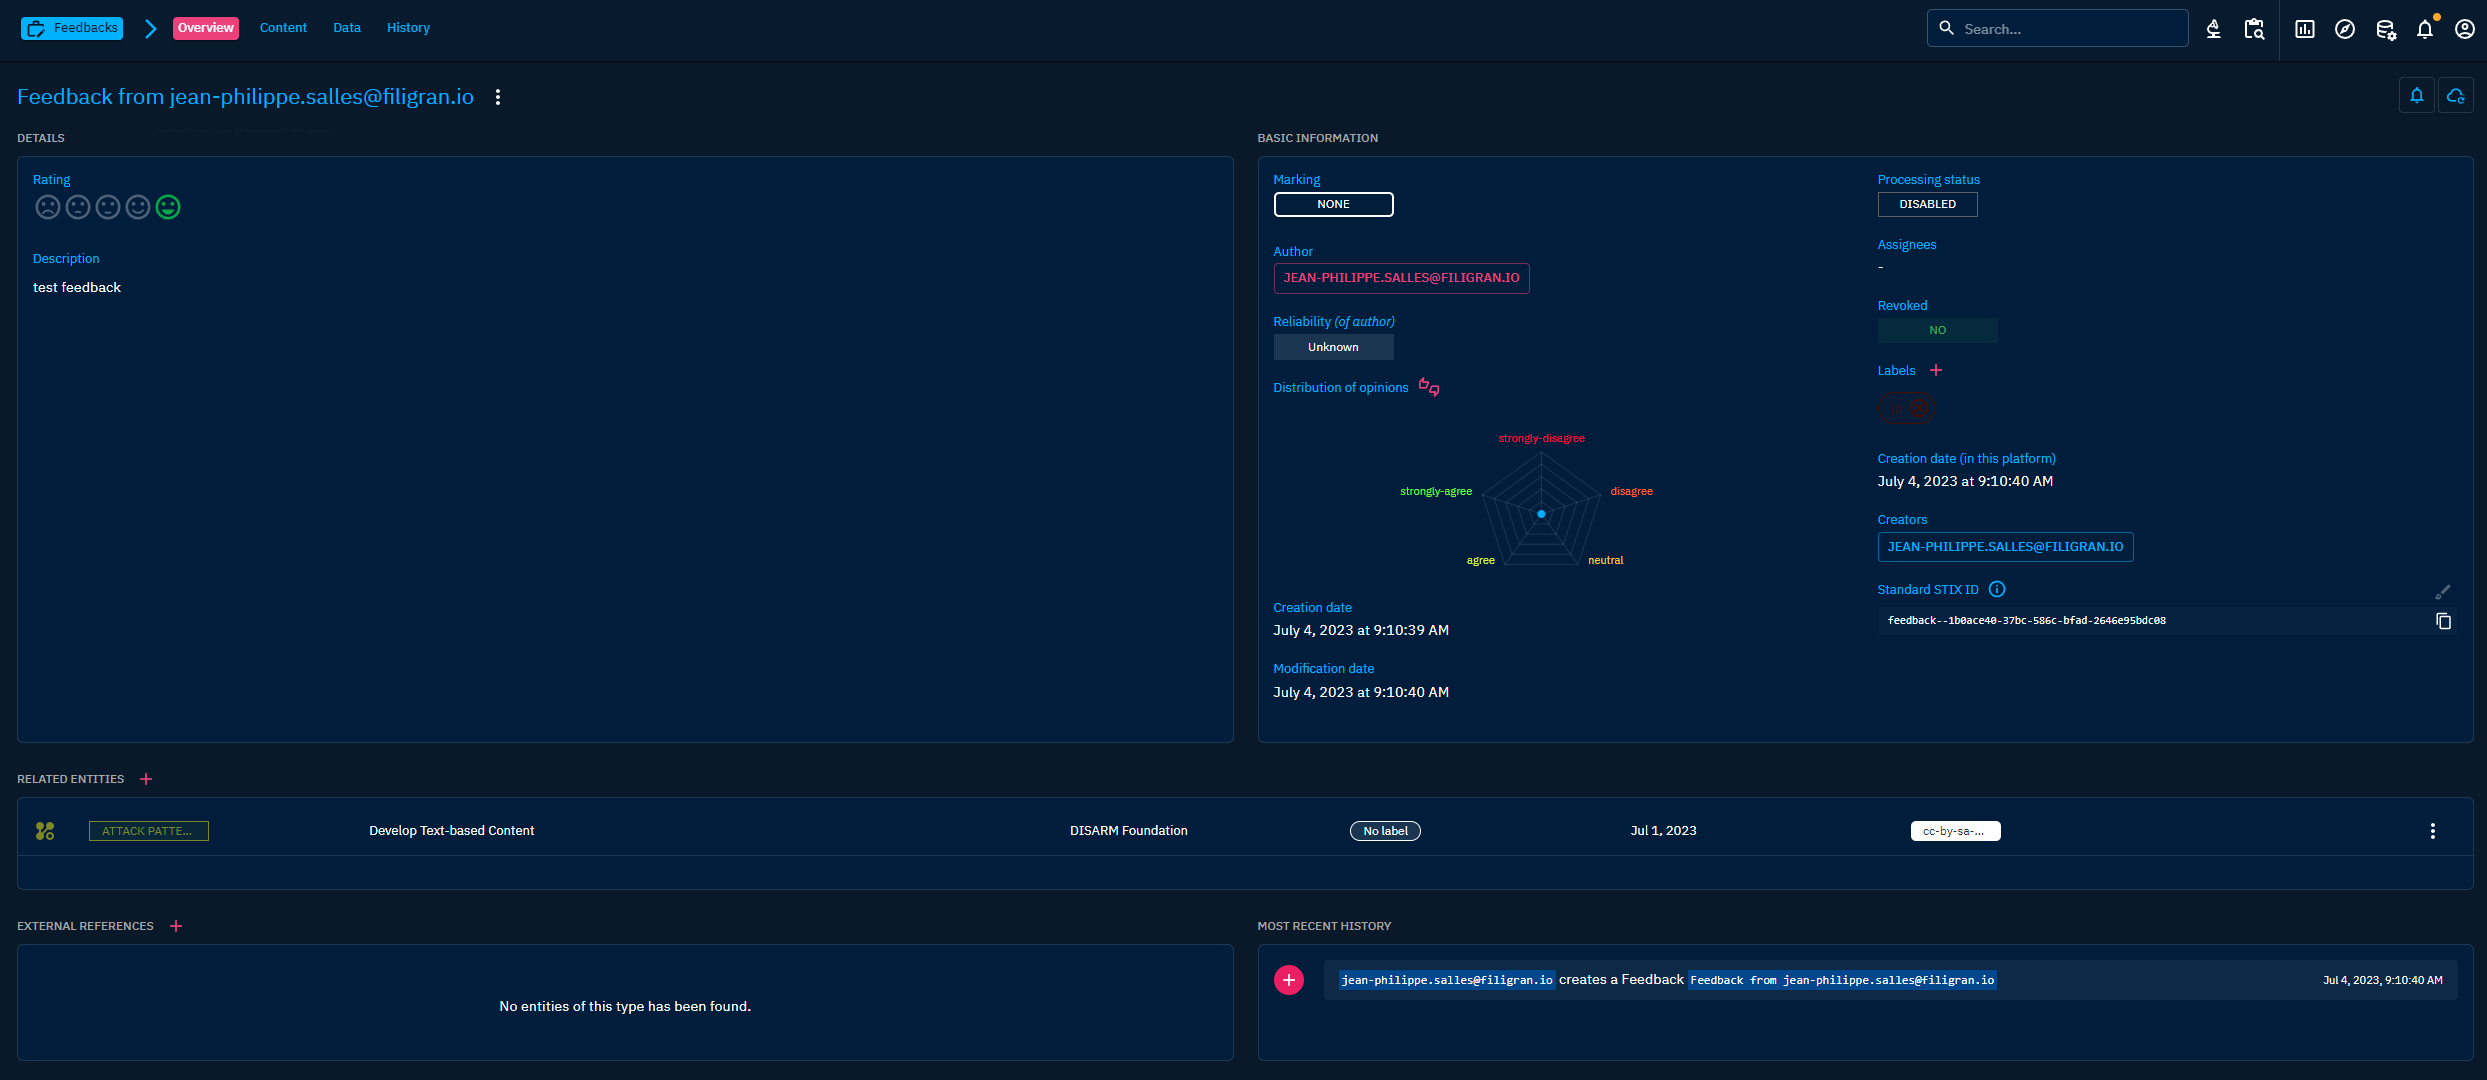 Feedbacks Overview Content Data History Search...
Feedback from jean-philippe.salles@filigran.io
DETAILS
Rating
Description
test feedback
BASIC INFORMATION
Marking
NONE
Author
JEAN-PHILIPPE.SALLES@FILIGRAN.IO
Reliability (of author)
Unknown
Distribution of opinions
strongly-disagree
strongly-agree
disagree
agree
neutral
Creation date
July 4, 2023 at 9:10:39 AM
Modification date
July 4, 2023 at 9:10:40 AM
Processing status
DISABLED
Assignees
-
Revoked
NO
Labels
Creation date (in this platform)
July 4, 2023 at 9:10:40 AM
Creators
JEAN-PHILIPPE.SALLES@FILIGRAN.IO
Standard STIX ID
feedback--1b0ace40-37bc-586c-bfad-2646e95bdc08
RELATED ENTITIES
ATTACK PATTE... Develop Text-based Content DISARM Foundation No label Jul 1, 2023 cc-by-sa-...
EXTERNAL REFERENCES
No entities of this type has been found.
MOST RECENT HISTORY
jean-philippe.salles@filigran.io creates a Feedback Feedback from jean-philippe.salles@filigran.io Jul 4, 2023, 9:10:40 AM